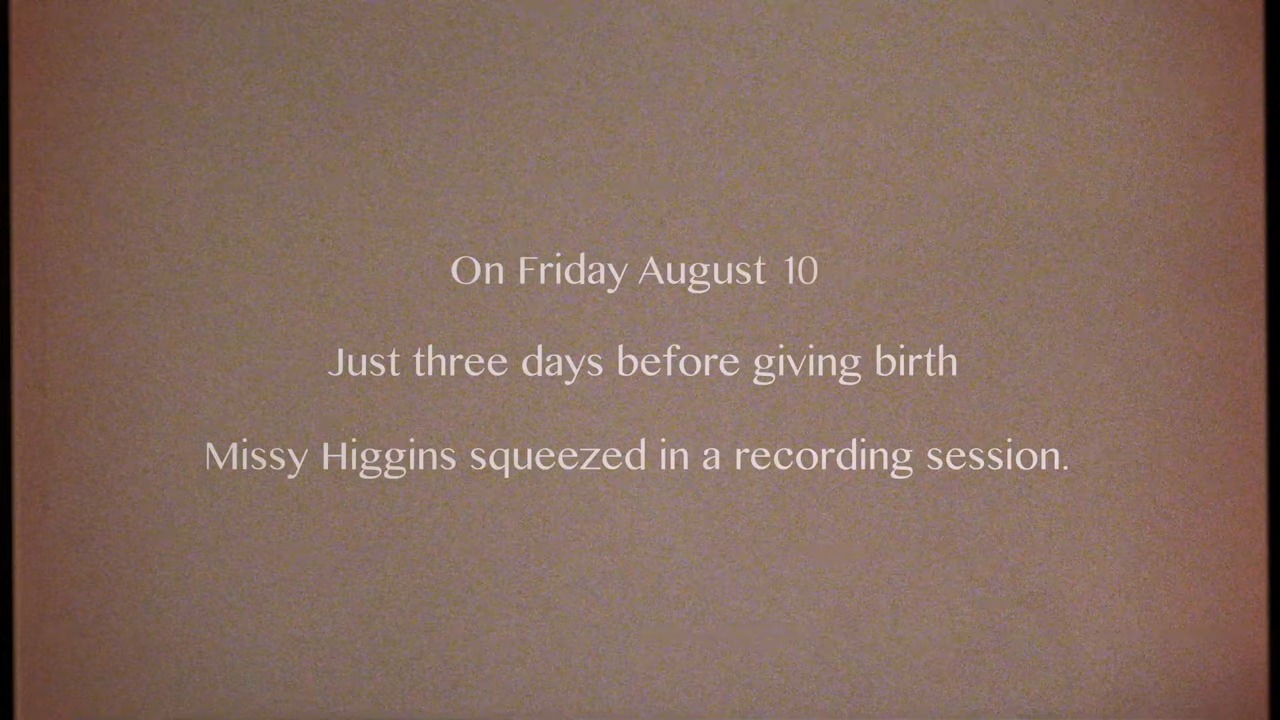 On Friday August 10
Just three days before giving birth
Missy Higgins squeezed in a recording session.